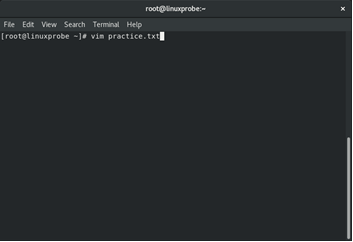 root@linuxprobe:~
File Edit View Search Terminal Help
[root@linuxprobe ~]# vim practice.txt